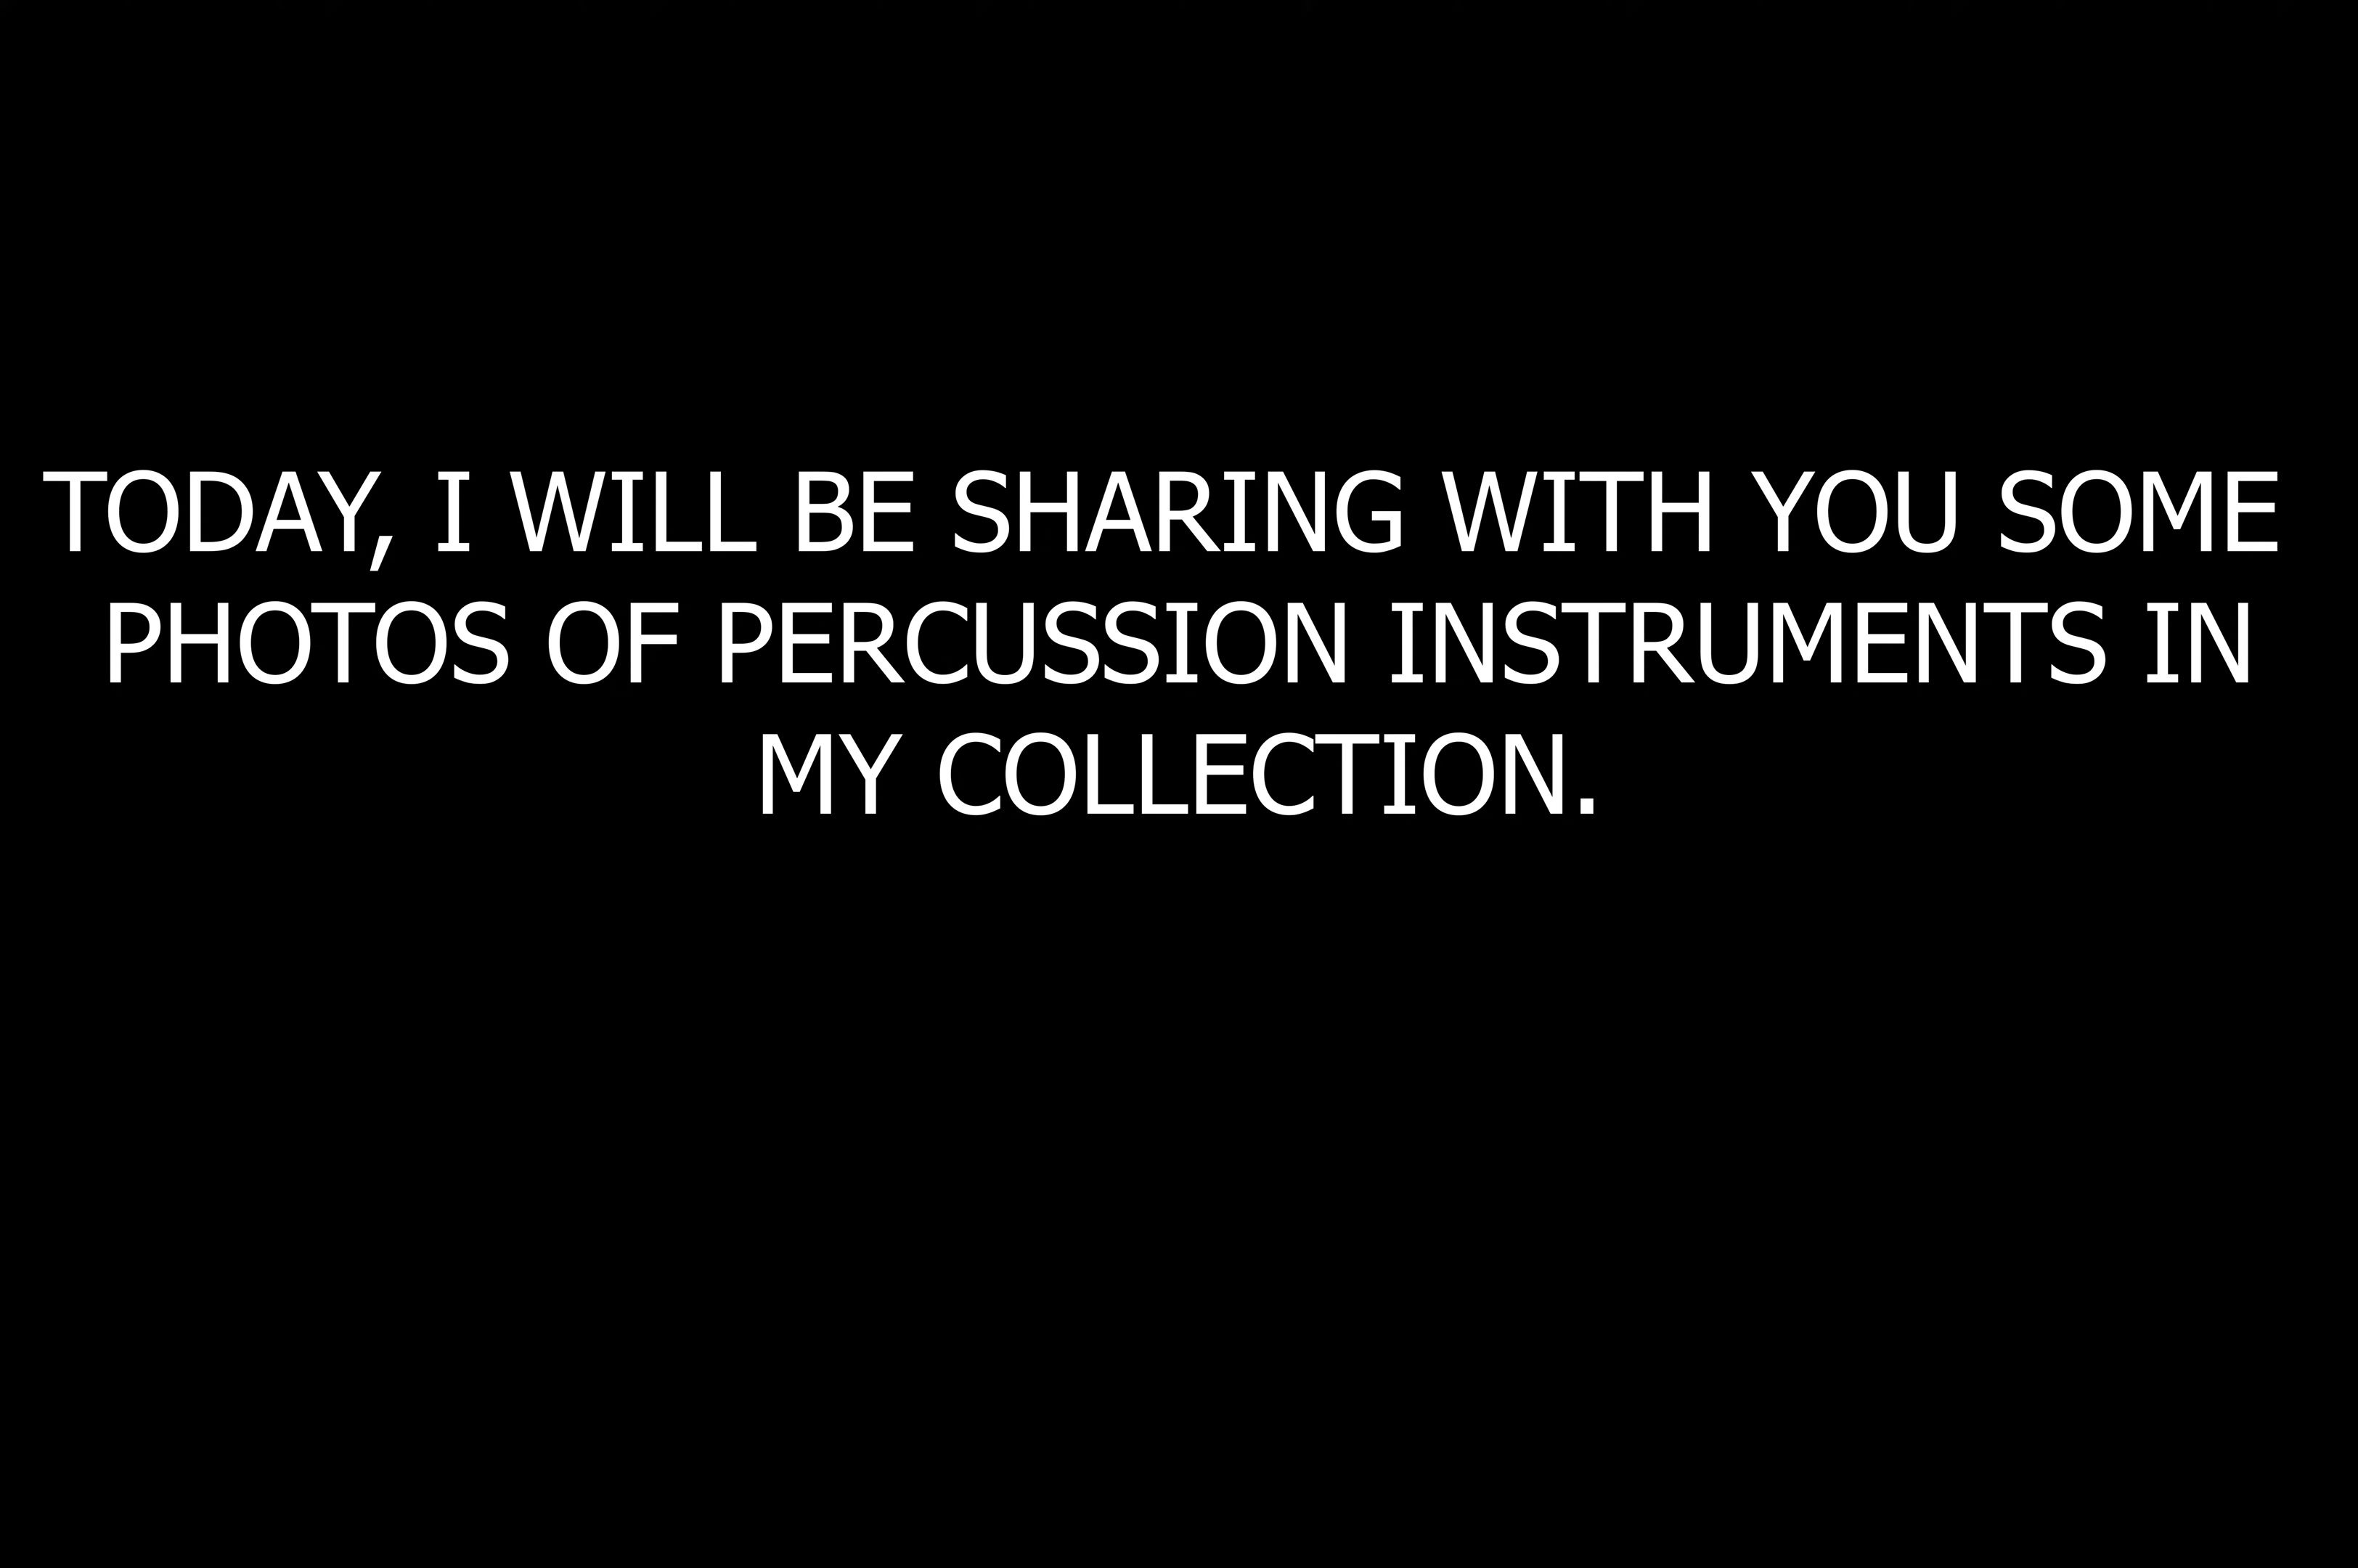 TODAY, I WILL BE SHARING WITH YOU SOME
PHOTOS OF PERCUSSION INSTRUMENTS IN
MY COLLECTION.